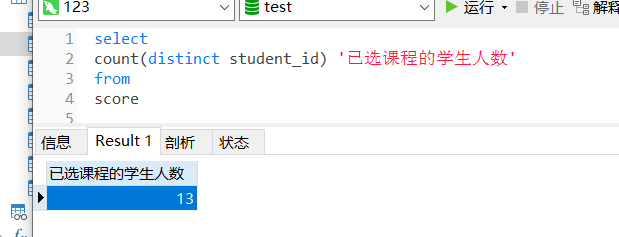 123 test 运行 停止 解释
1 select
2 count(distinct student_id) '已选课程的学生人数'
3 from
4 score
5
信息 Result 1 剖析 状态
已选课程的学生人数
13